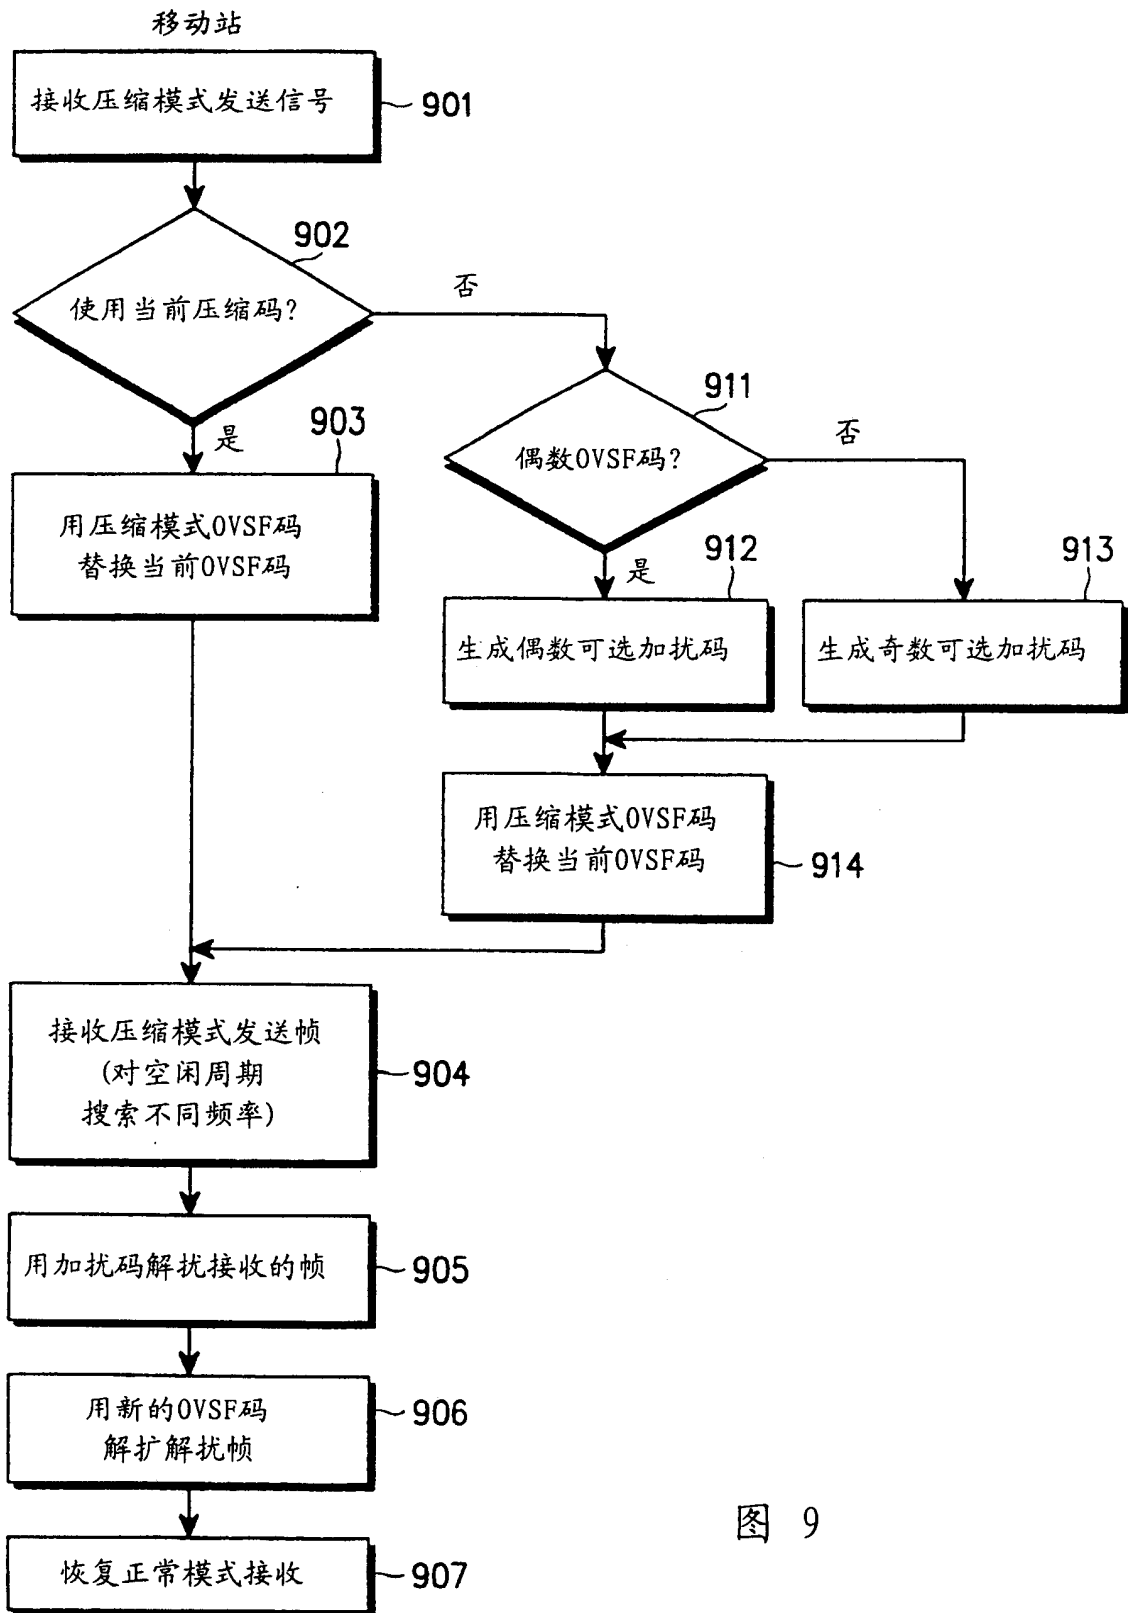 移动站
接收压缩模式发送信号
901
902
使用当前压缩码?
否
是
903
用压缩模式OVSF码
替换当前OVSF码
911
偶数OVSF码?
否
是
912
生成偶数可选加扰码
913
生成奇数可选加扰码
用压缩模式OVSF码
替换当前OVSF码
914
接收压缩模式发送帧
(对空闲周期
搜索不同频率)
904
用加扰码解扰接收的帧
905
用新的OVSF码
解扩解扰帧
906
恢复正常模式接收
907
图 9